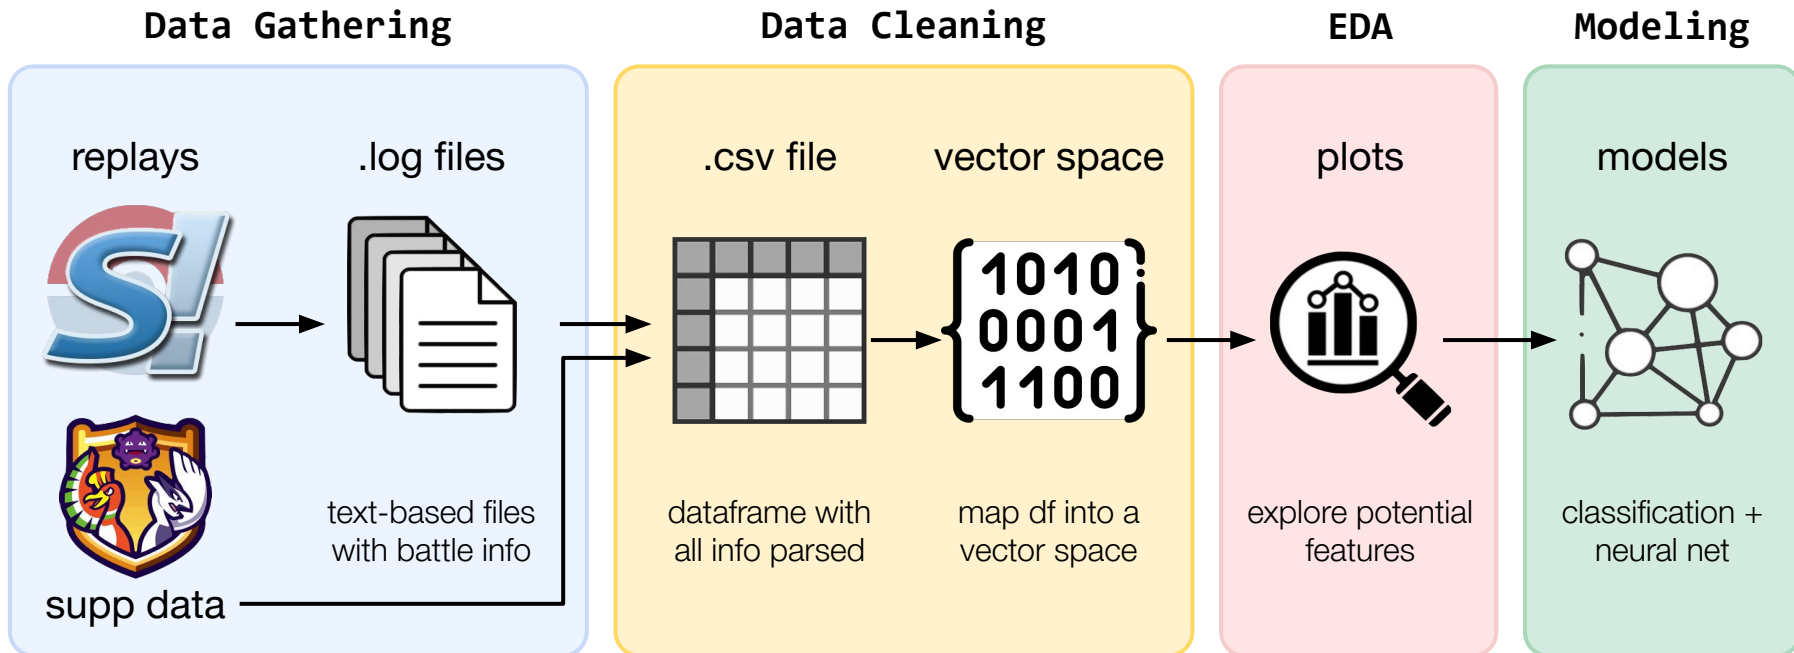 Data Gathering
Data Cleaning
EDA
Modeling
replays
.log files
.csv file
vector space
plots
models
S!
1010
0001
1100
text-based files
with battle info
dataframe with
all info parsed
map df into a
vector space
explore potential
features
classification +
neural net
supp data